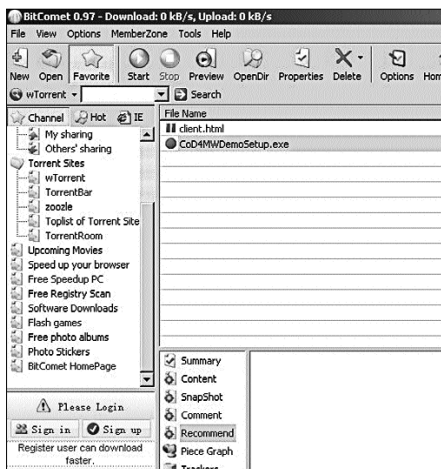 BitComet 0.97 - Download: 0 kB/s, Upload: 0 kB/s
File View Options MemberZone Tools Help
New Open Favorite Start Stop Preview OpenDir Properties Delete Options Hom
wTorrent Search
Channel Hot IE
File Name
My sharing
Others' sharing
Torrent Sites
wTorrent
TorrentBar
zoozle
Toplist of Torrent Site
TorrentRoom
Upcoming Movies
Speed up your browser
Free Speedup PC
Free Registry Scan
Software Downloads
Flash games
Free photo albums
Photo Stickers
BitComet HomePage
client.html
CoD4MWDemoSetup.exe
Please Login
Sign in Sign up
Register user can download
faster.
Summary
Content
SnapShot
Comment
Recommend
Piece Graph
Trackers